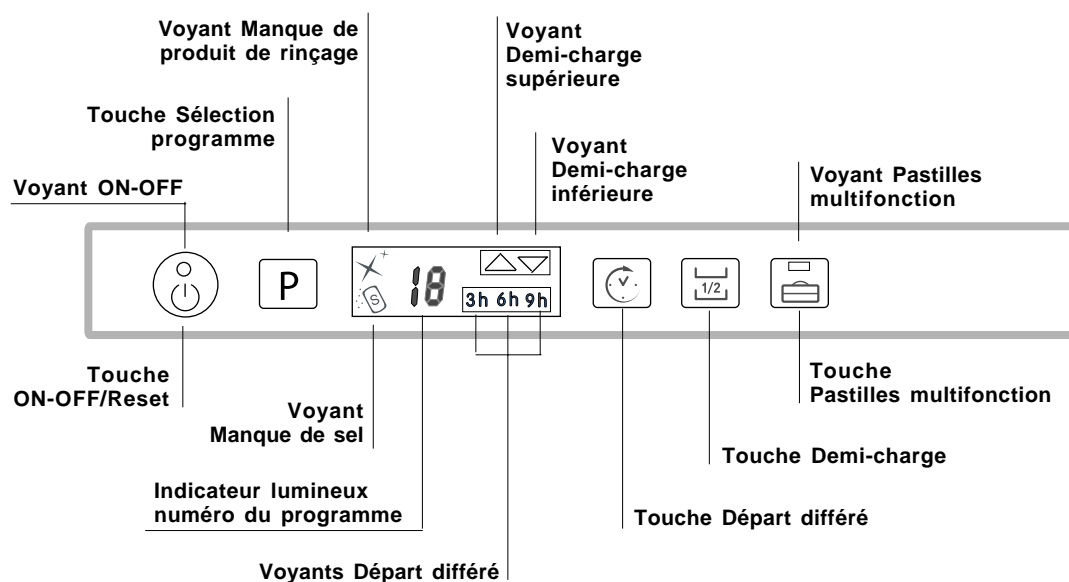 Voyant Manque de
produit de rinçage
Voyant
Demi-charge
supérieure
Touche Sélection
programme
Voyant
Demi-charge
inférieure
Voyant ON-OFF
Voyant Pastilles
multifonction
P
S
18
3h 6h 9h
1/2
Touche
ON-OFF/Reset
Voyant
Manque de sel
Touche
Pastilles multifonction
Touche Demi-charge
Indicateur lumineux
numéro du programme
Touche Départ différé
Voyants Départ différé